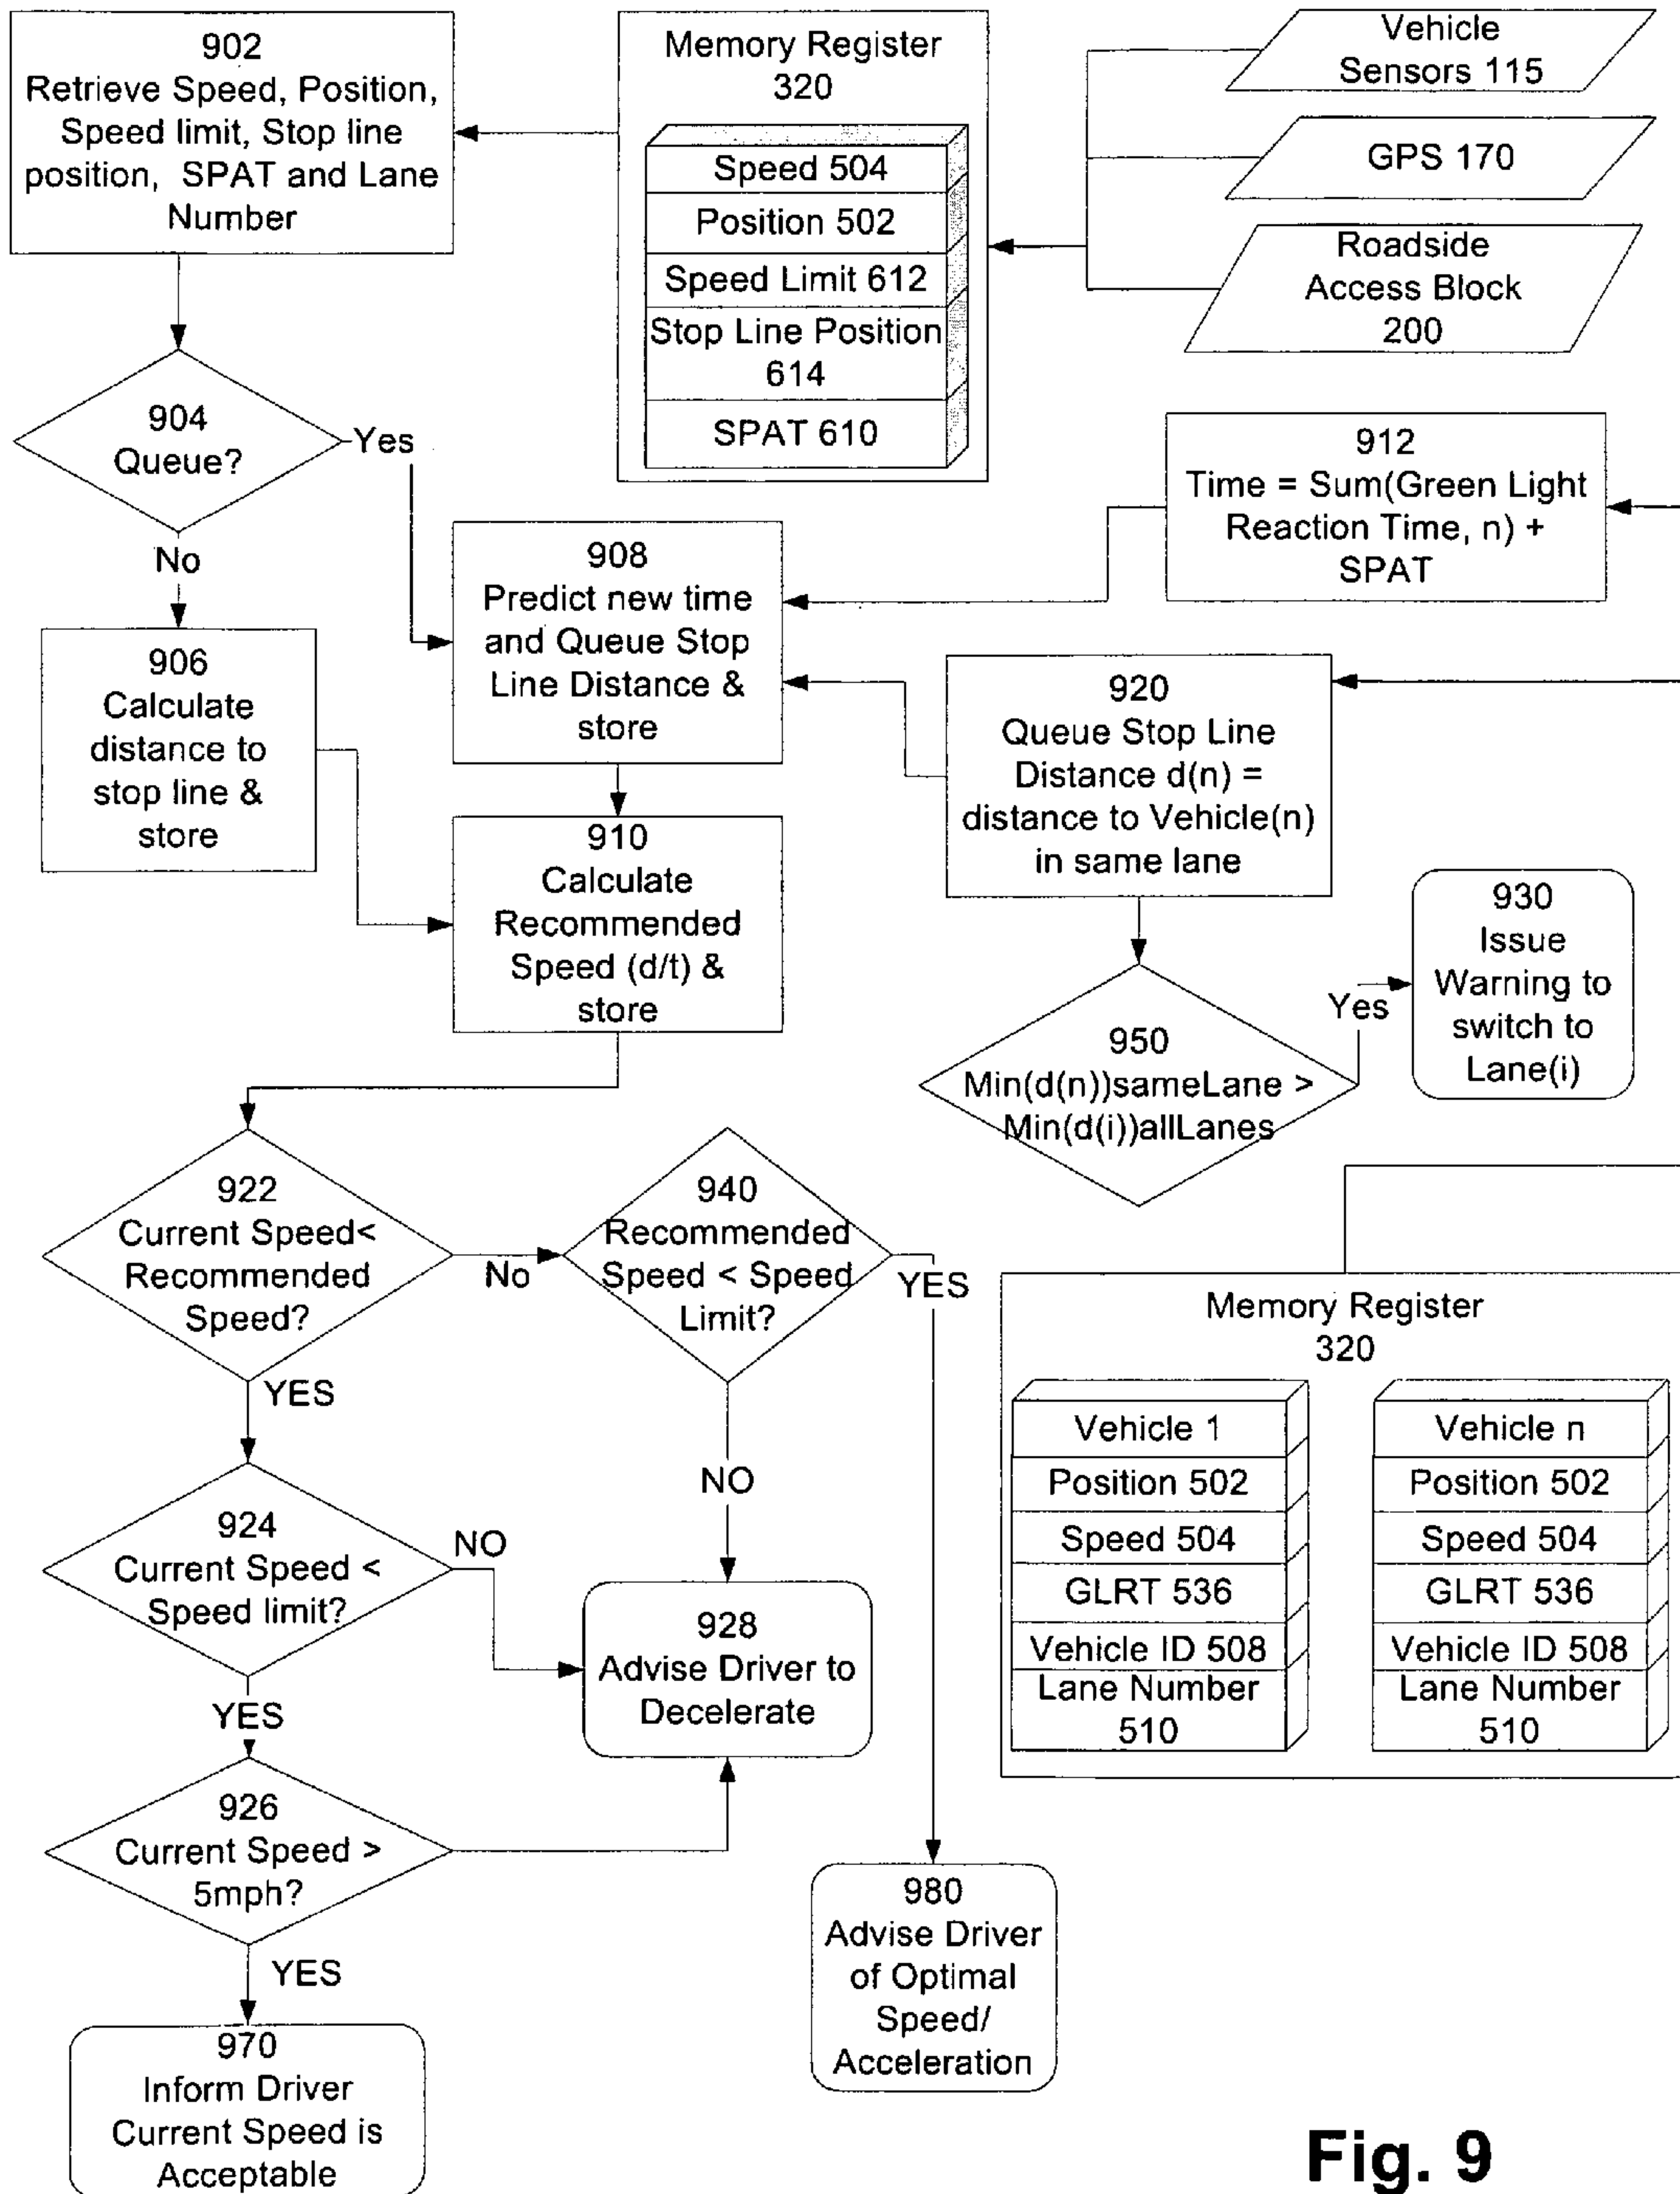 902
Retrieve Speed, Position,
Speed limit, Stop line
position, SPAT and Lane
Number
Memory Register
320
Speed 504
Position 502
Speed Limit 612
Stop Line Position
614
SPAT 610
Vehicle
Sensors 115
GPS 170
Roadside
Access Block
200
904
Queue?
Yes
No
912
Time = Sum(Green Light
Reaction Time, n) +
SPAT
908
Predict new time
and Queue Stop
Line Distance &
store
906
Calculate
distance to
stop line &
store
920
Queue Stop Line
Distance d(n) =
distance to Vehicle(n)
in same lane
910
Calculate
Recommended
Speed (d/t) &
store
930
Issue
Warning to
switch to
Lane(i)
Yes
950
Min(d(n))sameLane >
Min(d(i))allLanes
922
Current Speed<
Recommended
Speed?
No
940
Recommended
Speed < Speed
Limit?
YES
YES
NO
Memory Register
320
Vehicle 1
Position 502
Speed 504
GLRT 536
Vehicle ID 508
Lane Number
510
Vehicle n
Position 502
Speed 504
GLRT 536
Vehicle ID 508
Lane Number
510
924
Current Speed <
Speed limit?
NO
YES
928
Advise Driver to
Decelerate
926
Current Speed >
5mph?
YES
980
Advise Driver
of Optimal
Speed/
Acceleration
970
Inform Driver
Current Speed is
Acceptable
Fig. 9